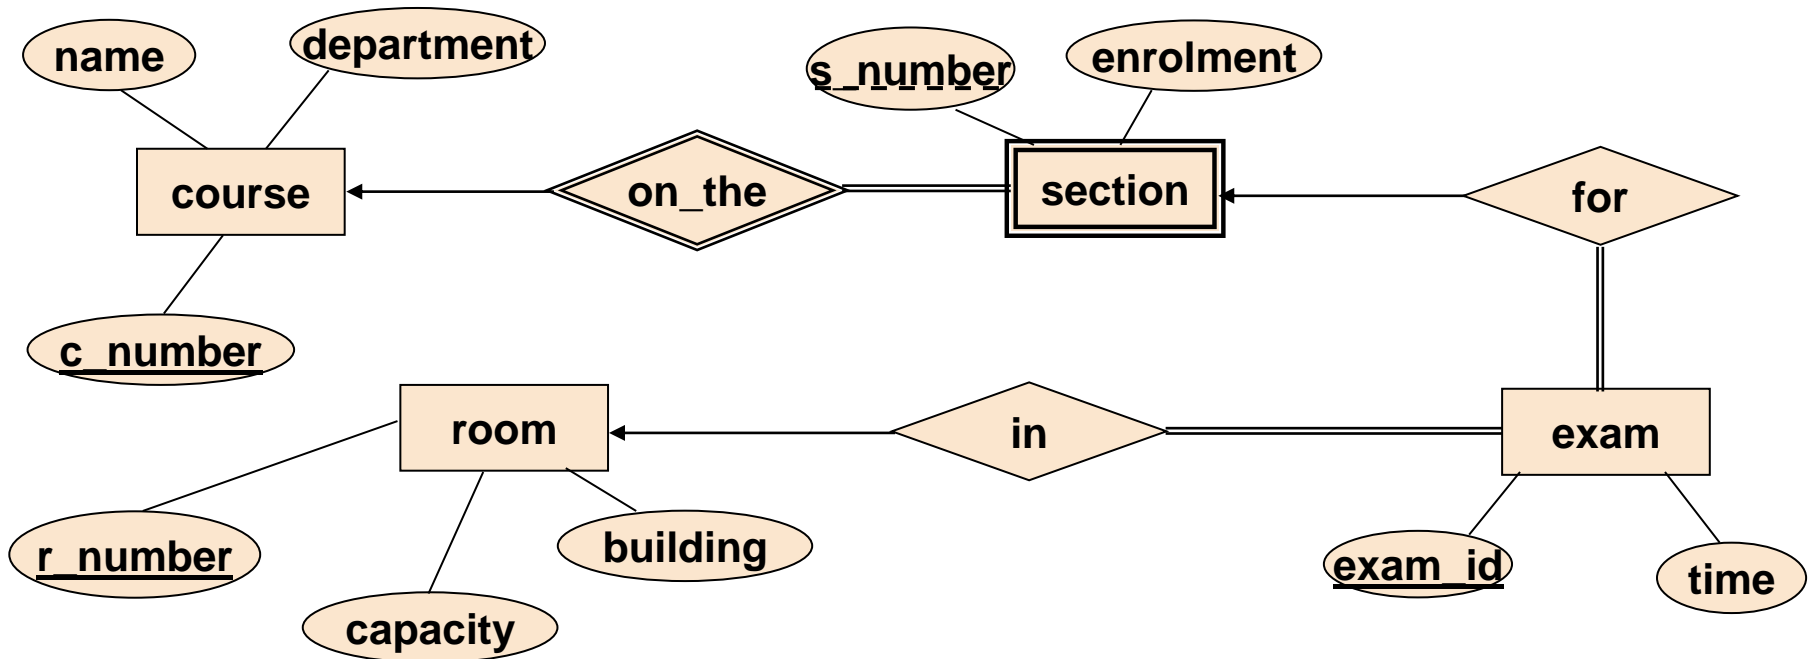 name
department
s_number
enrolment
course
on_the
section
for
c_number
room
in
exam
r_number
building
exam_id
time
capacity